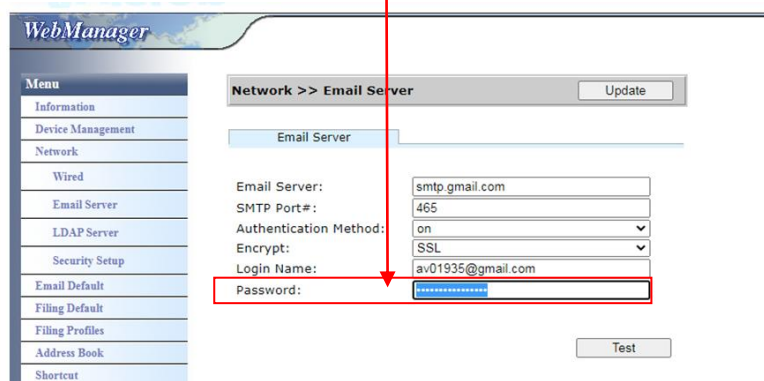 WebManager
Menu
Information
Device Management
Network
Wired
Email Server
LDAP Server
Security Setup
Email Default
Filing Default
Filing Profiles
Address Book
Shortcut
Network >> Email Server Update
Email Server
Email Server: smtp.gmail.com
SMTP Port#: 465
Authentication Method: on
Encrypt: SSL
Login Name: av01935@gmail.com
Password: ••••••••••••••••
Test